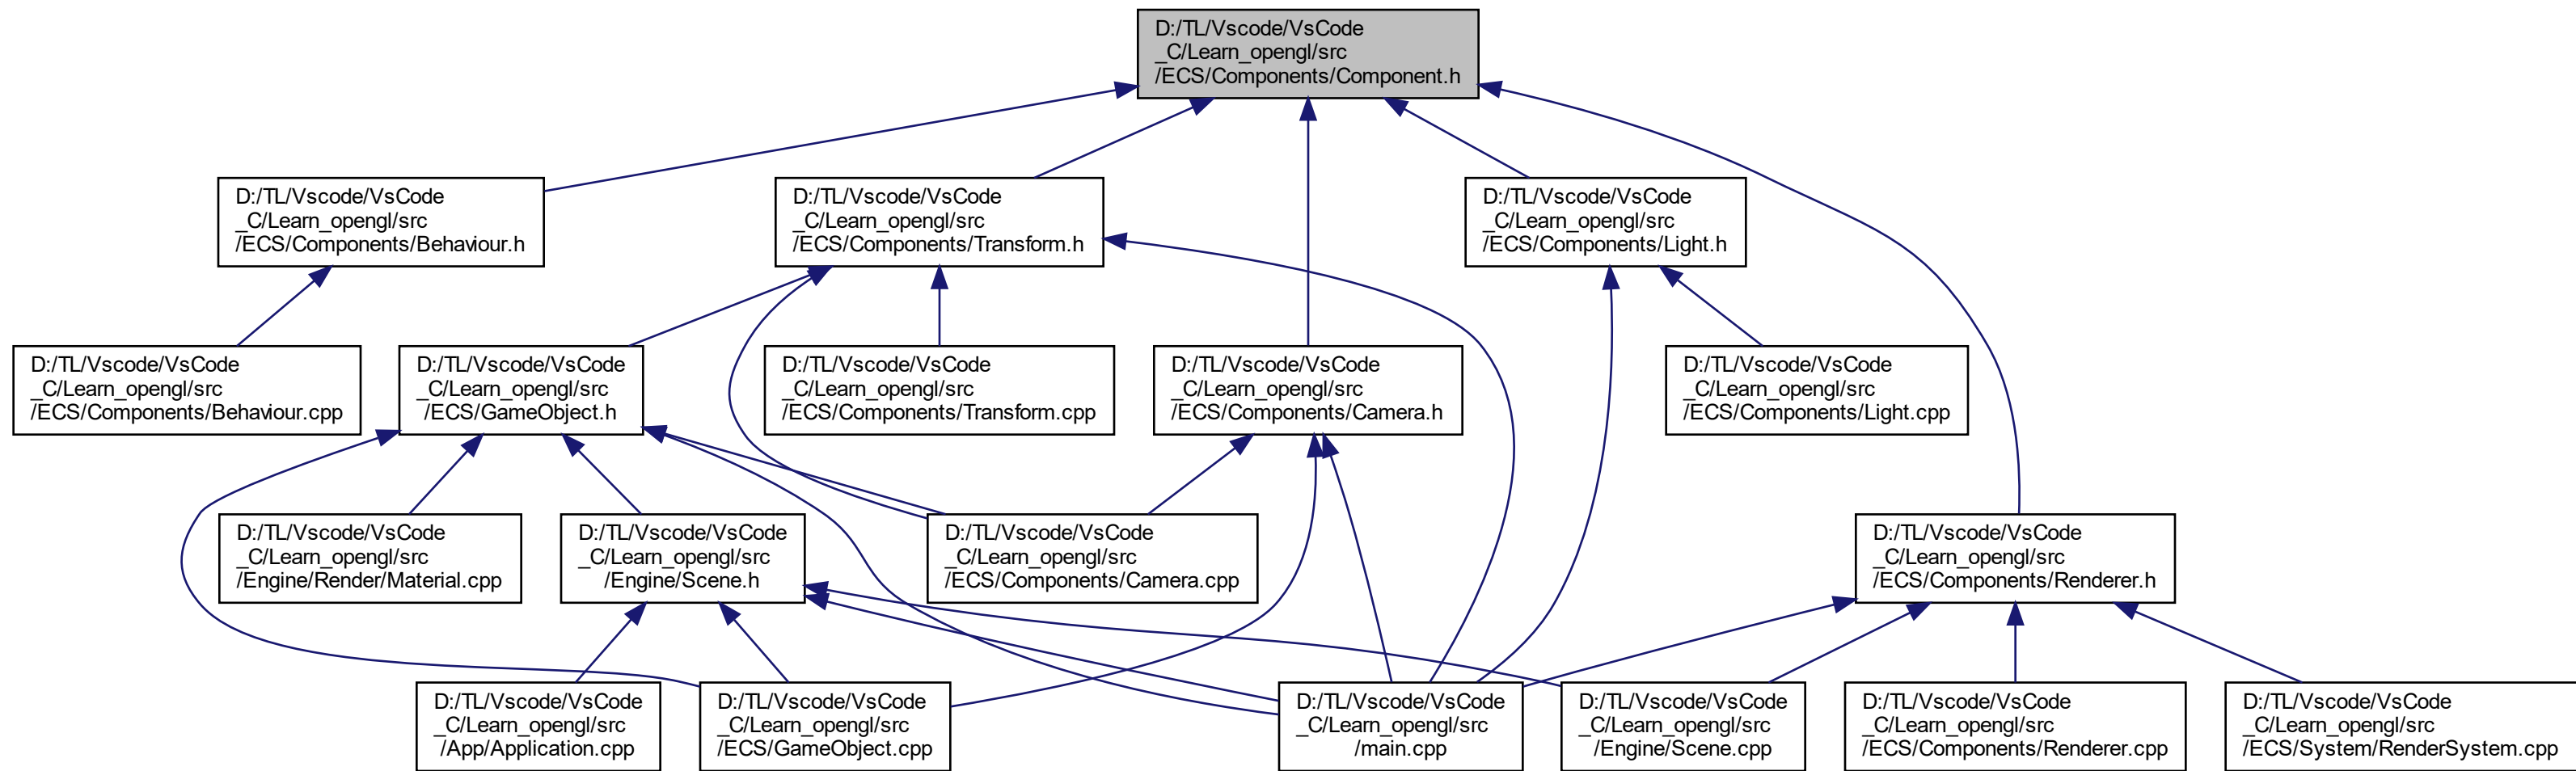 D:/TL/Vscode/VsCode
_C/Learn_opengl/src
/ECS/Components/Component.h
D:/TL/Vscode/VsCode
_C/Learn_opengl/src
/ECS/Components/Behaviour.h
D:/TL/Vscode/VsCode
_C/Learn_opengl/src
/ECS/Components/Transform.h
D:/TL/Vscode/VsCode
_C/Learn_opengl/src
/ECS/Components/Light.h
D:/TL/Vscode/VsCode
_C/Learn_opengl/src
/ECS/Components/Behaviour.cpp
D:/TL/Vscode/VsCode
_C/Learn_opengl/src
/ECS/GameObject.h
D:/TL/Vscode/VsCode
_C/Learn_opengl/src
/ECS/Components/Transform.cpp
D:/TL/Vscode/VsCode
_C/Learn_opengl/src
/ECS/Components/Camera.h
D:/TL/Vscode/VsCode
_C/Learn_opengl/src
/ECS/Components/Light.cpp
D:/TL/Vscode/VsCode
_C/Learn_opengl/src
/Engine/Render/Material.cpp
D:/TL/Vscode/VsCode
_C/Learn_opengl/src
/Engine/Scene.h
D:/TL/Vscode/VsCode
_C/Learn_opengl/src
/ECS/Components/Camera.cpp
D:/TL/Vscode/VsCode
_C/Learn_opengl/src
/ECS/Components/Renderer.h
D:/TL/Vscode/VsCode
_C/Learn_opengl/src
/App/Application.cpp
D:/TL/Vscode/VsCode
_C/Learn_opengl/src
/ECS/GameObject.cpp
D:/TL/Vscode/VsCode
_C/Learn_opengl/src
/main.cpp
D:/TL/Vscode/VsCode
_C/Learn_opengl/src
/Engine/Scene.cpp
D:/TL/Vscode/VsCode
_C/Learn_opengl/src
/ECS/Components/Renderer.cpp
D:/TL/Vscode/VsCode
_C/Learn_opengl/src
/ECS/System/RenderSystem.cpp